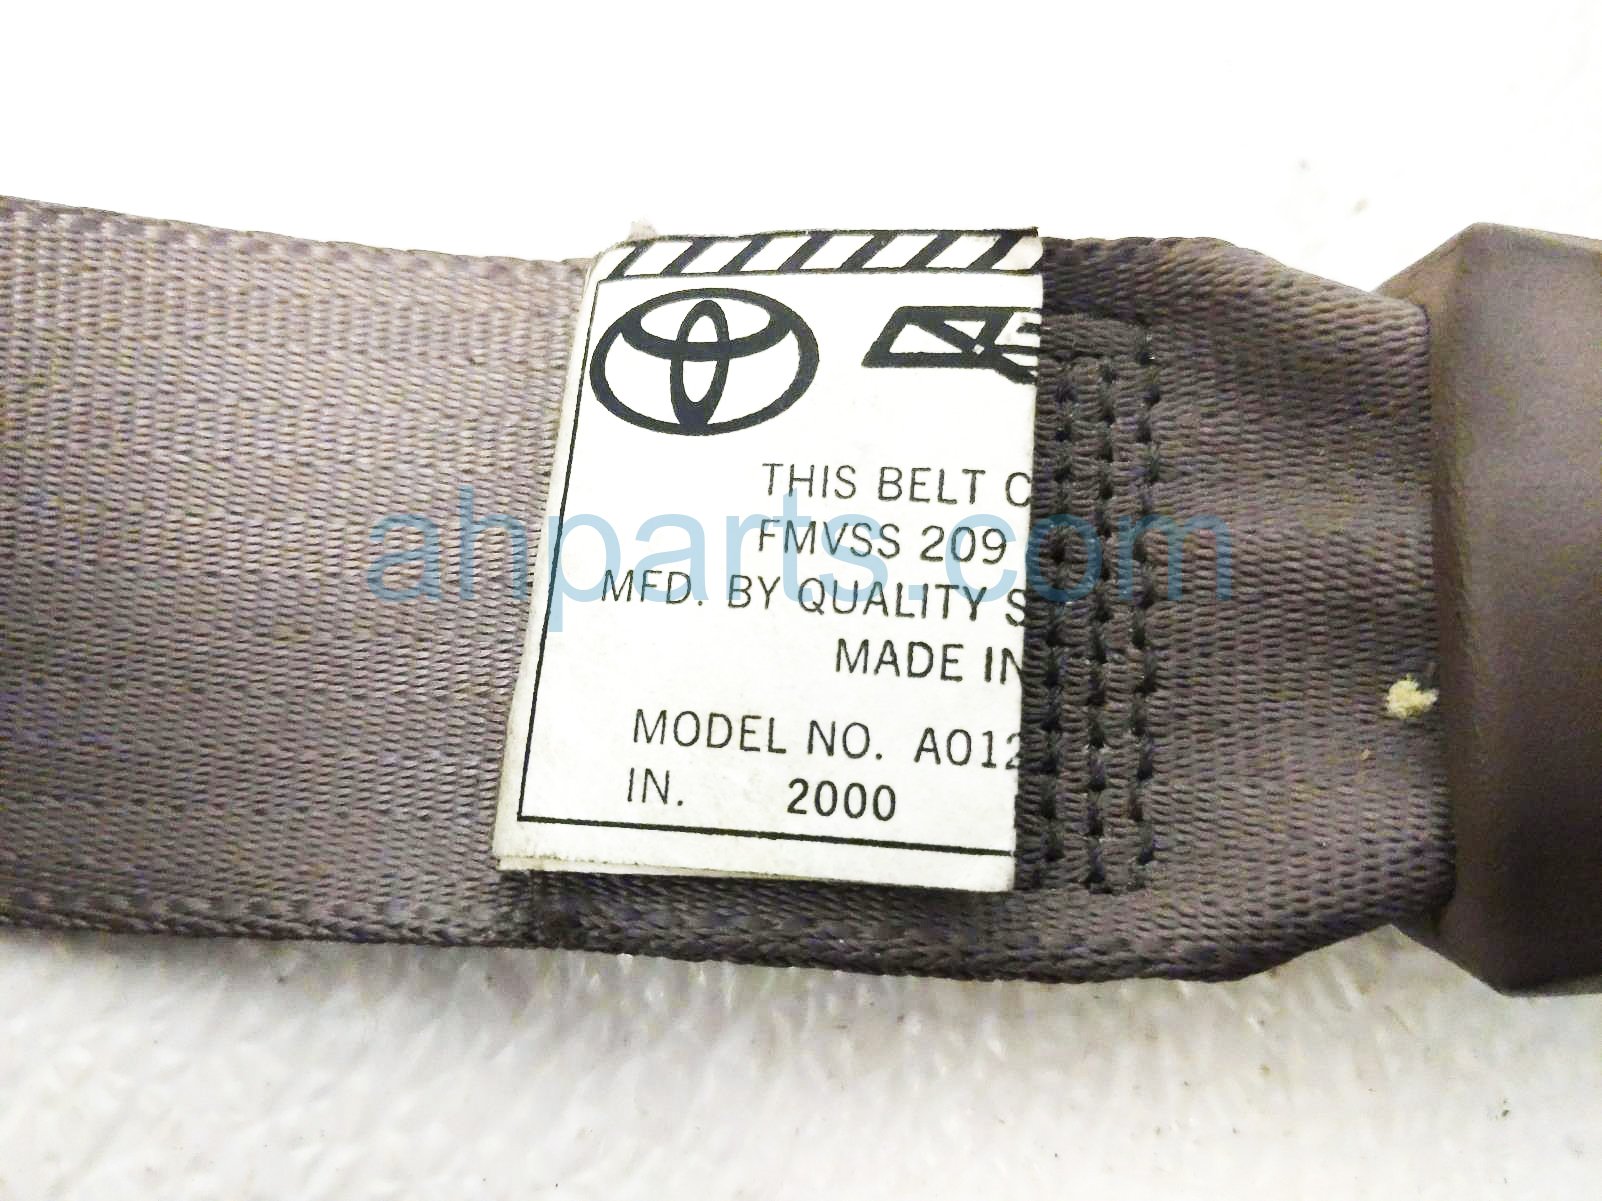 THIS BELT C
FMVSS 209
MFD. BY QUALITY S
MADE IN
MODEL NO. A012
IN. 2000
ahparts.com